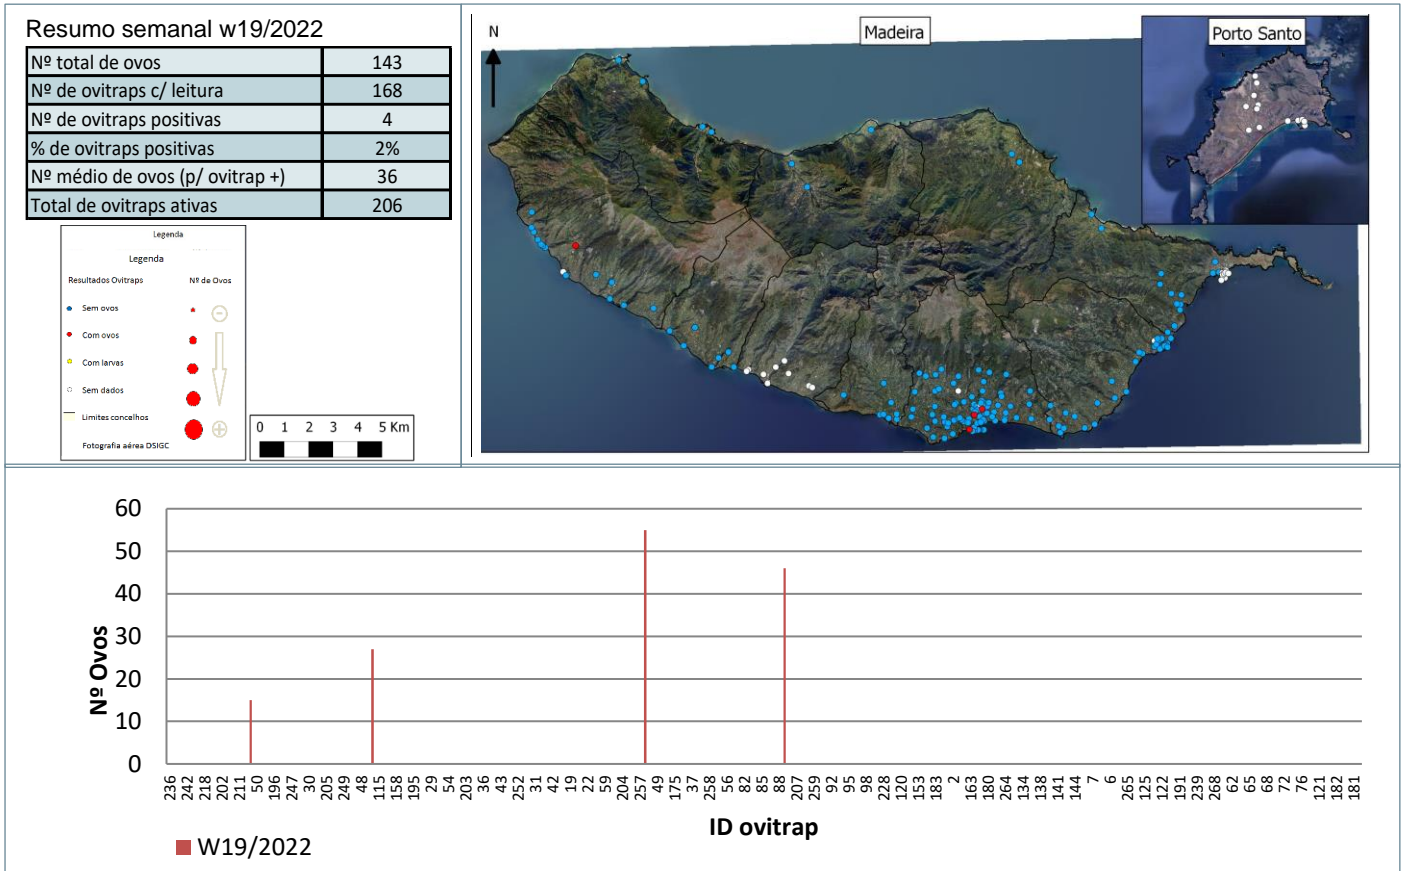 Resumo semanal w19/2022
Nº total de ovos 143
Nº de ovitraps c/ leitura 168
Nº de ovitraps positivas 4
% de ovitraps positivas 2%
Nº médio de ovos (p/ ovitrap +) 36
Total de ovitraps ativas 206
Legenda
Legenda
Resultados Ovitraps Nº de Ovos
Sem ovos
Com ovos
Com larvas
Sem dados
Limites concelhos
Fotografia aérea DSIGC
0 1 2 3 4 5 Km
N
Madeira
Porto Santo
60
50
40
30
20
10
0
Nº Ovos
236 242 218 202 211 50 196 247 30 205 249 48 115 158 195 29 54 203 36 43 252 31 42 19 22 59 204 257 49 175 37 258 56 82 85 88 207 259 92 95 98 228 120 153 183 2 163 180 264 134 138 141 144 7 6 265 125 122 191 239 268 62 65 68 72 76 121 182 181
ID ovitrap
W19/2022